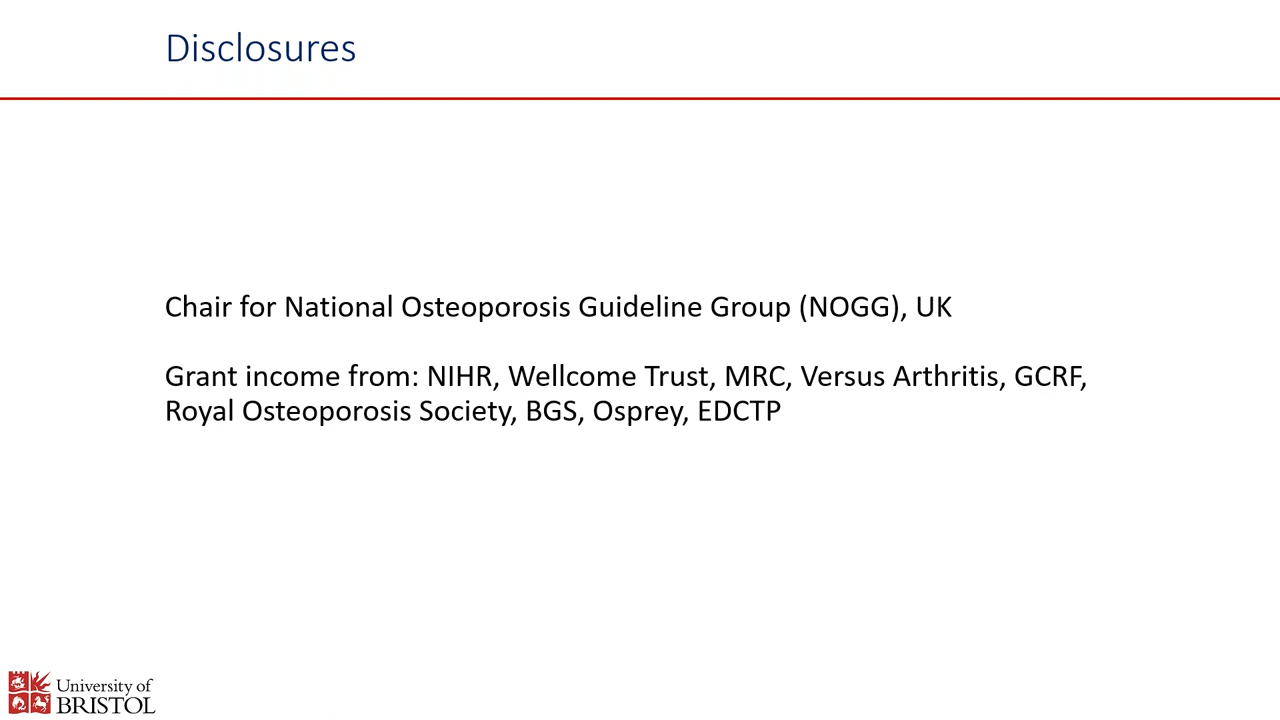 Disclosures
Chair for National Osteoporosis Guideline Group (NOGG), UK
Grant income from: NIHR, Wellcome Trust, MRC, Versus Arthritis, GCRF,
Royal Osteoporosis Society, BGS, Osprey, EDCTP
University of
BRISTOL